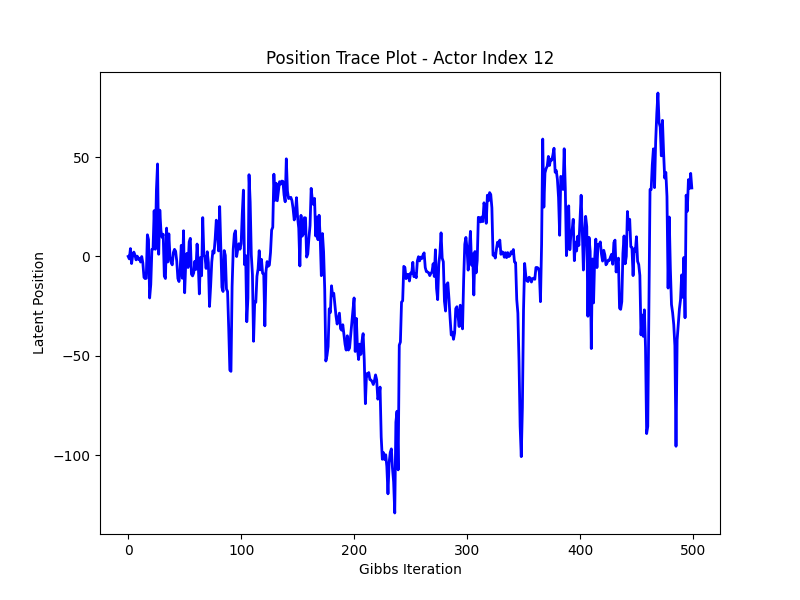 Position Trace Plot - Actor Index 12
50
0
−50
−100
Latent Position
0 100 200 300 400 500
Gibbs Iteration